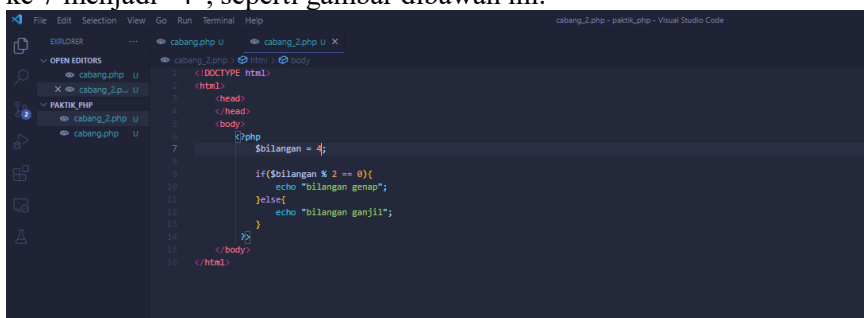 ke 7 menjadi "4", seperti gambar dibawah ini:
File Edit Selection View Go Run Terminal Help
cabang_2.php - paktik_php - Visual Studio Code
EXPLORER ...
OPEN EDITORS
cabang.php U
cabang_2.p... U
PAKTIK_PHP
cabang_2.php U
cabang.php U
2
cabang.php U
cabang_2.php U
cabang_2.php > html > body
1 <!DOCTYPE html>
2 <html>
3 <head>
4 </head>
5 <body>
6 <?php
7 $bilangan = 4;
8
9 if($bilangan % 2 == 0){
10 echo "bilangan genap";
11 }else{
12 echo "bilangan ganjil";
13 }
14 ?>
15 </body>
16 </html>